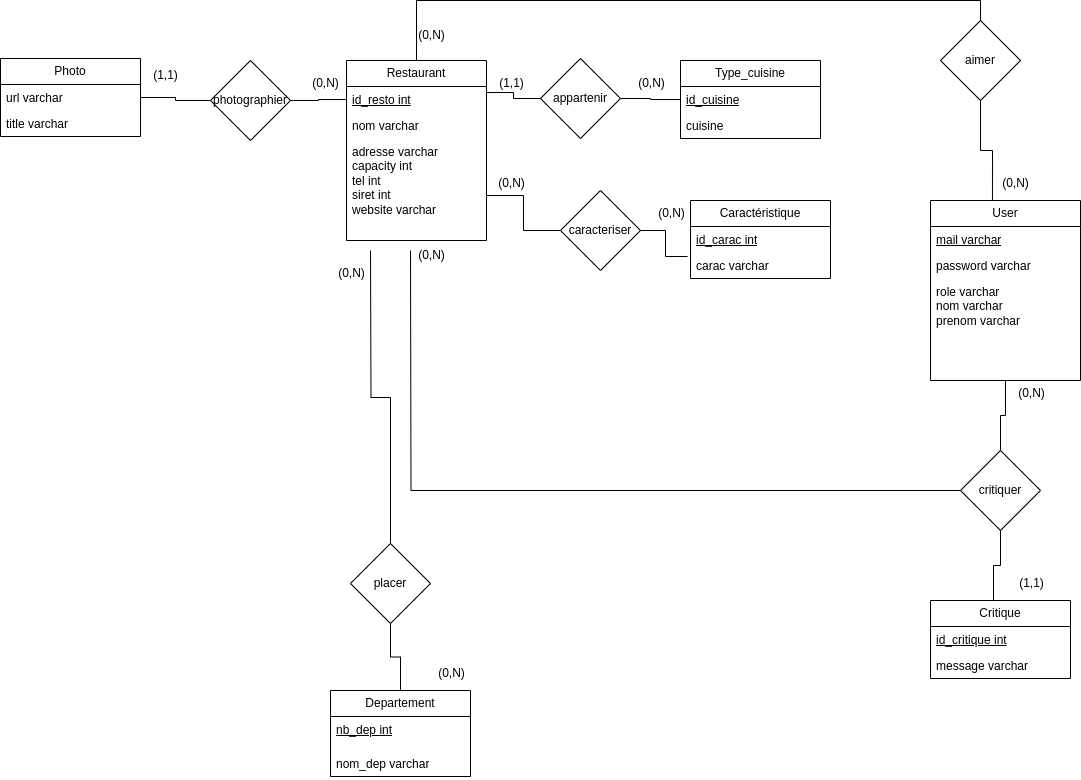 (0,N)
aimer
Photo
(1,1)
url varchar
title varchar
photographier
(0,N)
Restaurant
id_resto int
nom varchar
adresse varchar
capacity int
tel int
siret int
website varchar
(1,1)
appartenir
(0,N)
Type_cuisine
id_cuisine
cuisine
(0,N)
caracteriser
(0,N)
Caractéristique
id_carac int
carac varchar
(0,N)
User
mail varchar
password varchar
role varchar
nom varchar
prenom varchar
(0,N)
(0,N)
(0,N)
critiquer
(1,1)
Critique
id_critique int
message varchar
placer
(0,N)
Departement
nb_dep int
nom_dep varchar